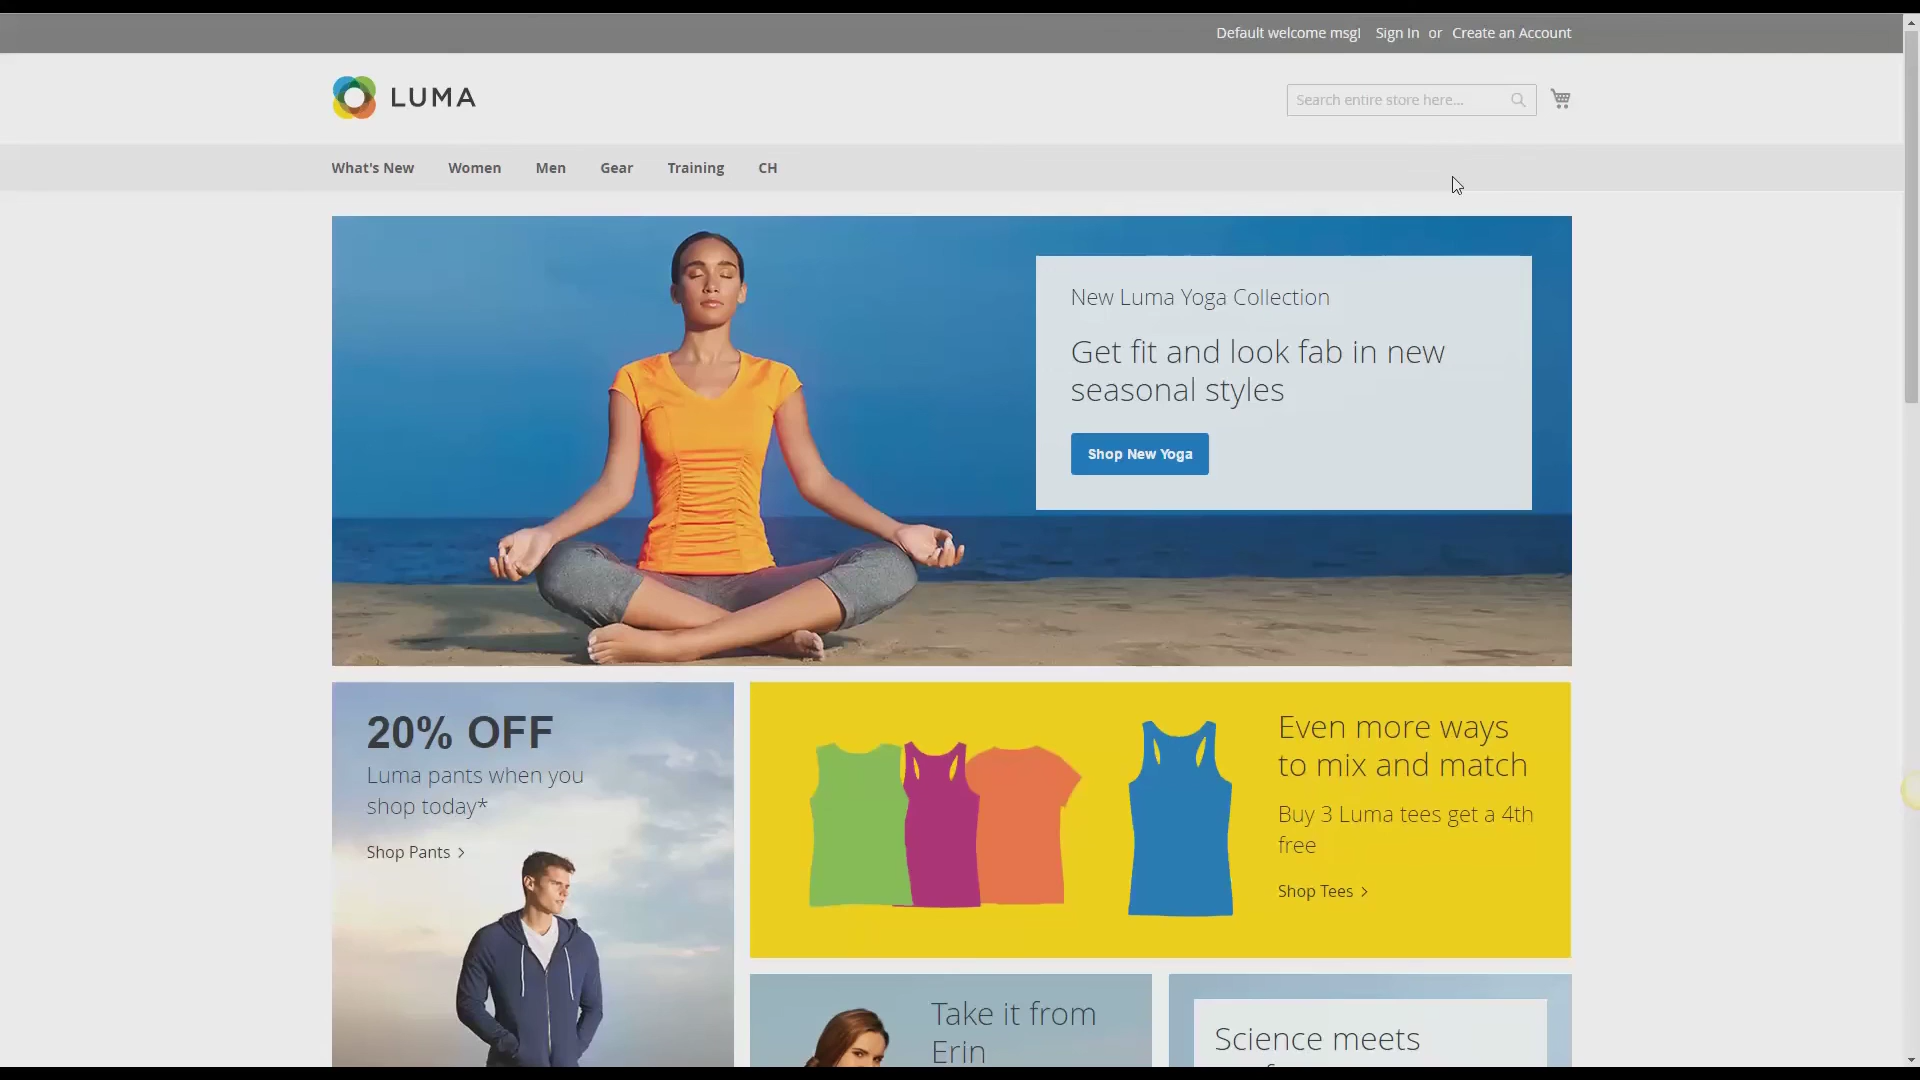 Default welcome msg! Sign In or Create an Account
LUMA
Search entire store here...
What's New Women Men Gear Training CH
New Luma Yoga Collection
Get fit and look fab in new
seasonal styles
Shop New Yoga
20% OFF
Luma pants when you
shop today*
Shop Pants >
Even more ways
to mix and match
Buy 3 Luma tees get a 4th
free
Shop Tees >
Take it from
Erin
Science meets